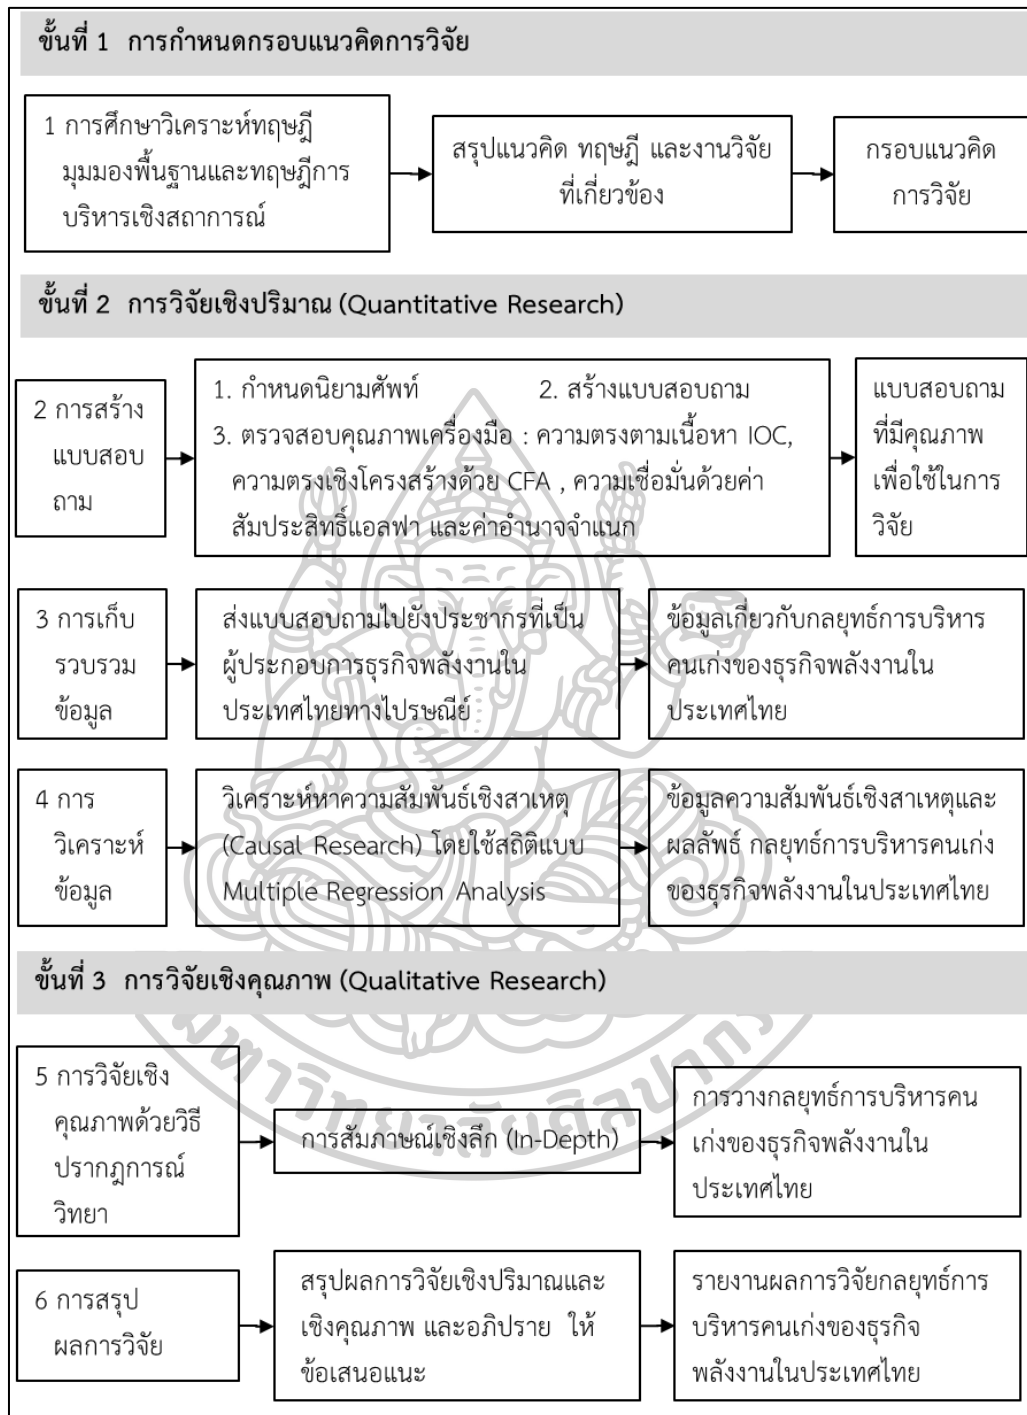 ขั้นที่ 1 การกำหนดกรอบแนวคิดการวิจัย
1 การศึกษาวิเคราะห์ทฤษฎี
มุมมองพื้นฐานและทฤษฎีการ
บริหารเชิงสถาการณ์
สรุปแนวคิด ทฤษฎี และงานวิจัย
ที่เกี่ยวข้อง
กรอบแนวคิด
การวิจัย
ขั้นที่ 2 การวิจัยเชิงปริมาณ (Quantitative Research)
2 การสร้าง
แบบสอบ
ถาม
1. กำหนดนิยามศัพท์ 2. สร้างแบบสอบถาม
3. ตรวจสอบคุณภาพเครื่องมือ : ความตรงตามเนื้อหา IOC,
ความตรงเชิงโครงสร้างด้วย CFA , ความเชื่อมั่นด้วยค่า
สัมประสิทธิ์แอลฟา และค่าอำนาจจำแนก
แบบสอบถาม
ที่มีคุณภาพ
เพื่อใช้ในการ
วิจัย
3 การเก็บ
รวบรวม
ข้อมูล
ส่งแบบสอบถามไปยังประชากรที่เป็น
ผู้ประกอบการธุรกิจพลังงานใน
ประเทศไทยทางไปรษณีย์
ข้อมูลเกี่ยวกับกลยุทธ์การบริหาร
คนเก่งของธุรกิจพลังงานใน
ประเทศไทย
4 การ
วิเคราะห์
ข้อมูล
วิเคราะห์หาความสัมพันธ์เชิงสาเหตุ
(Causal Research) โดยใช้สถิติแบบ
Multiple Regression Analysis
ข้อมูลความสัมพันธ์เชิงสาเหตุและ
ผลลัพธ์ กลยุทธ์การบริหารคนเก่ง
ของธุรกิจพลังงานในประเทศไทย
ขั้นที่ 3 การวิจัยเชิงคุณภาพ (Qualitative Research)
5 การวิจัยเชิง
คุณภาพด้วยวิธี
ปรากฏการณ์
วิทยา
การสัมภาษณ์เชิงลึก (In-Depth)
การวางกลยุทธ์การบริหารคน
เก่งของธุรกิจพลังงานใน
ประเทศไทย
มหาวิทยาลัยศิลปากร
6 การสรุป
ผลการวิจัย
สรุปผลการวิจัยเชิงปริมาณและ
เชิงคุณภาพ และอภิปราย ให้
ข้อเสนอแนะ
รายงานผลการวิจัยกลยุทธ์การ
บริหารคนเก่งของธุรกิจ
พลังงานในประเทศไทย